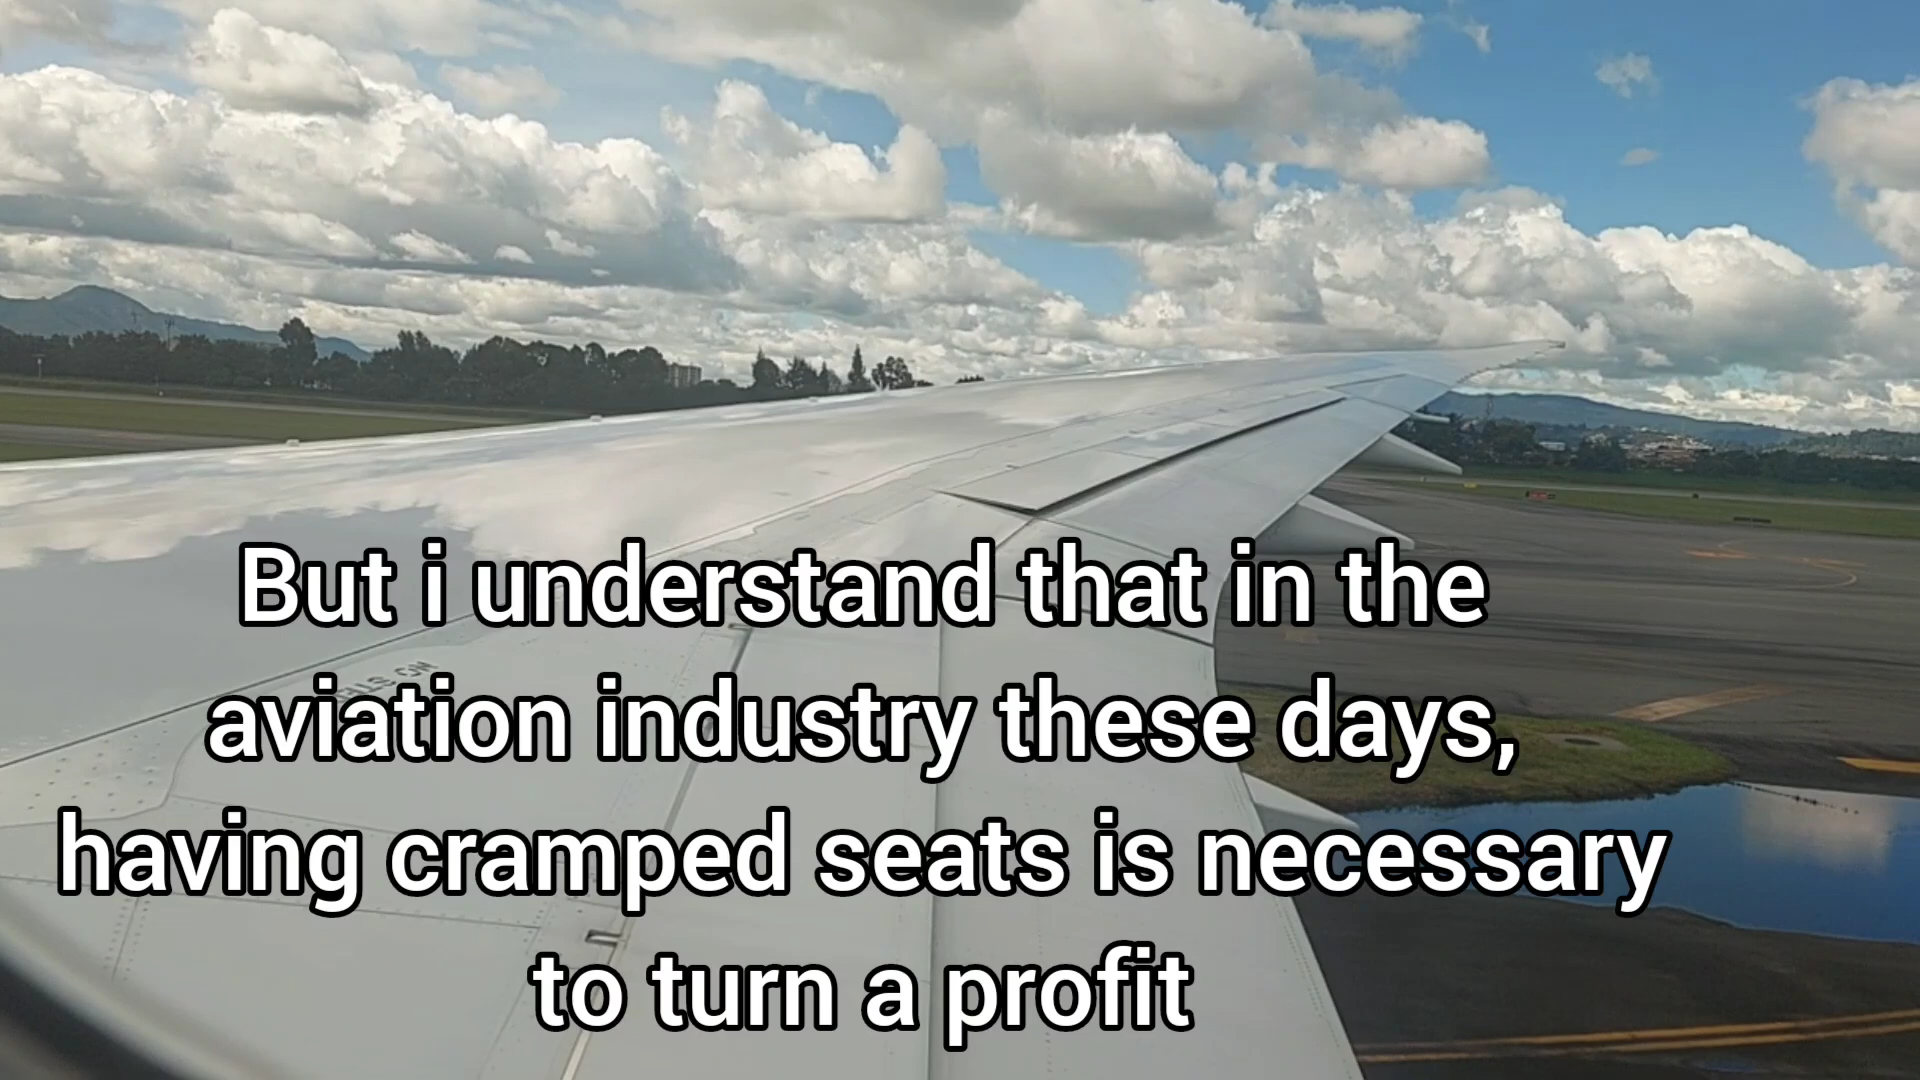 But i understand that in the
aviation industry these days,
having cramped seats is necessary
to turn a profit